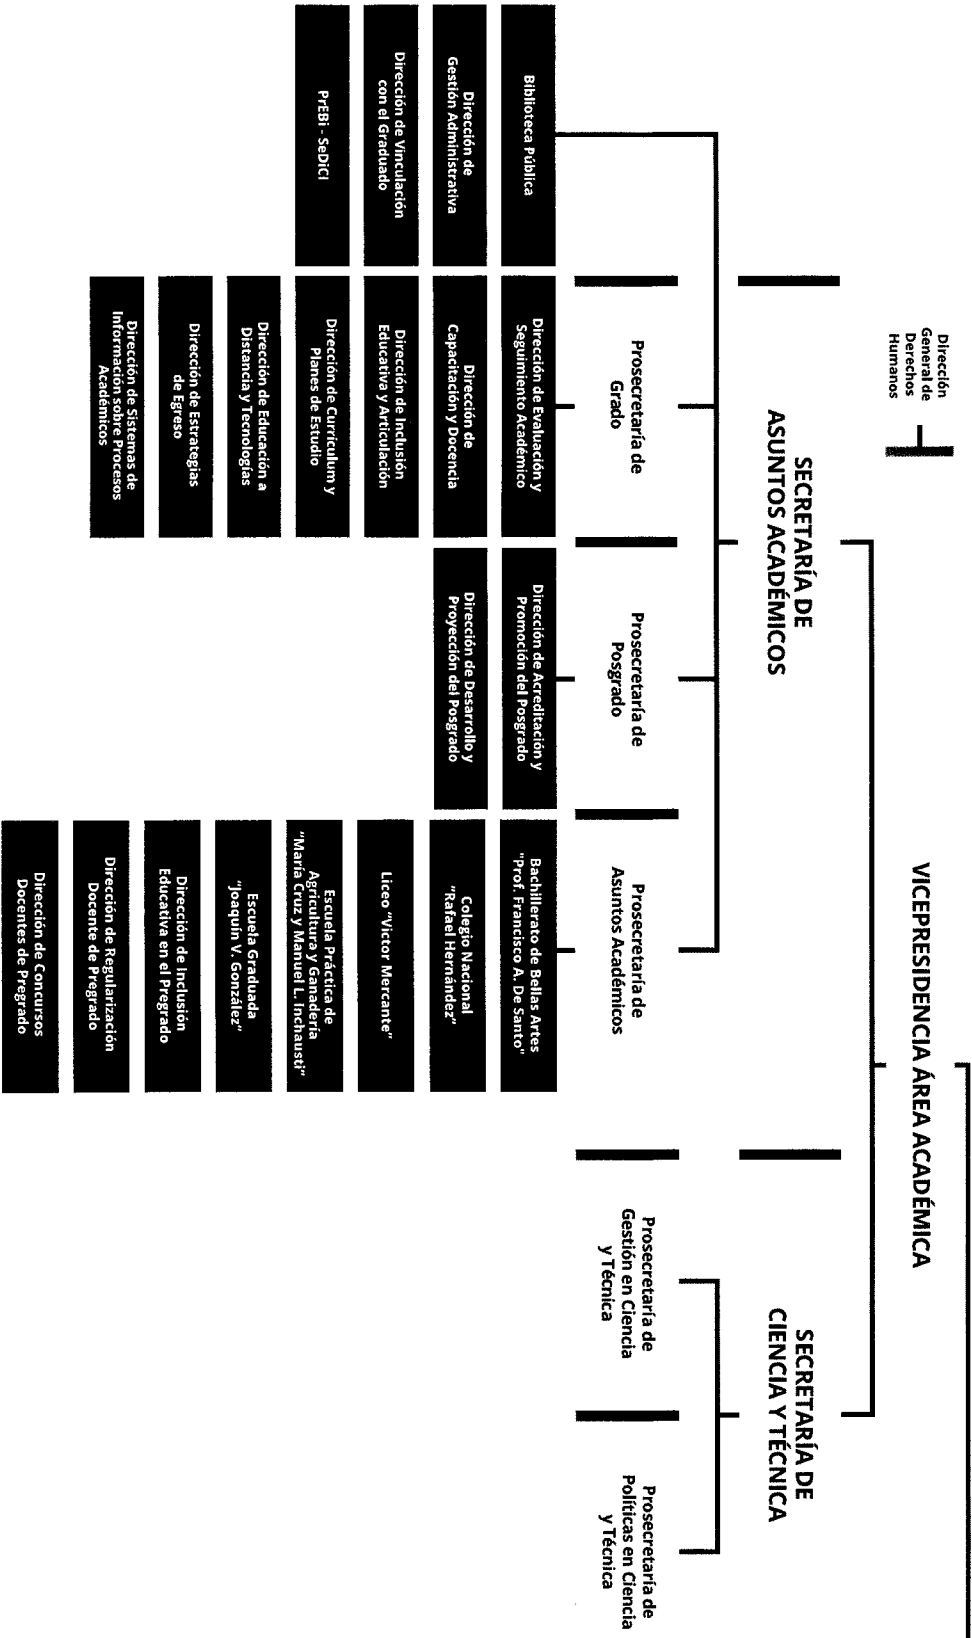 VICEPRESIDENCIA ÁREA ACADÉMICA
Dirección
General de
Derechos
Humanos
SECRETARÍA DE
ASUNTOS ACADÉMICOS
SECRETARÍA DE
CIENCIA Y TÉCNICA
Prosecretaría de
Grado
Prosecretaría de
Posgrado
Prosecretaría de
Asuntos Académicos
Prosecretaría de
Gestión en Ciencia
y Técnica
Prosecretaría de
Políticas en Ciencia
y Técnica
Biblioteca Pública
Dirección de
Gestión Administrativa
Dirección de Vinculación
con el Graduado
PrEBi - SeDiCI
Dirección de Evaluación y
Seguimiento Académico
Dirección de
Capacitación y Docencia
Dirección de Inclusión
Educativa y Articulación
Dirección de Curriculum y
Planes de Estudio
Dirección de Educación a
Distancia y Tecnologías
Dirección de Estrategias
de Egreso
Dirección de Sistemas de
Información sobre Procesos
Académicos
Dirección de Acreditación y
Promoción del Posgrado
Dirección de Desarrollo y
Proyección del Posgrado
Bachillerato de Bellas Artes
"Prof. Francisco A. De Santo"
Colegio Nacional
"Rafael Hernández"
Liceo "Victor Mercante"
Escuela Práctica de
Agricultura y Ganadería
"María Cruz y Manuel L. Inchausti"
Escuela Graduada
"Joaquín V. González"
Dirección de Inclusión
Educativa en el Pregrado
Dirección de Regularización
Docente de Pregrado
Dirección de Concursos
Docentes de Pregrado